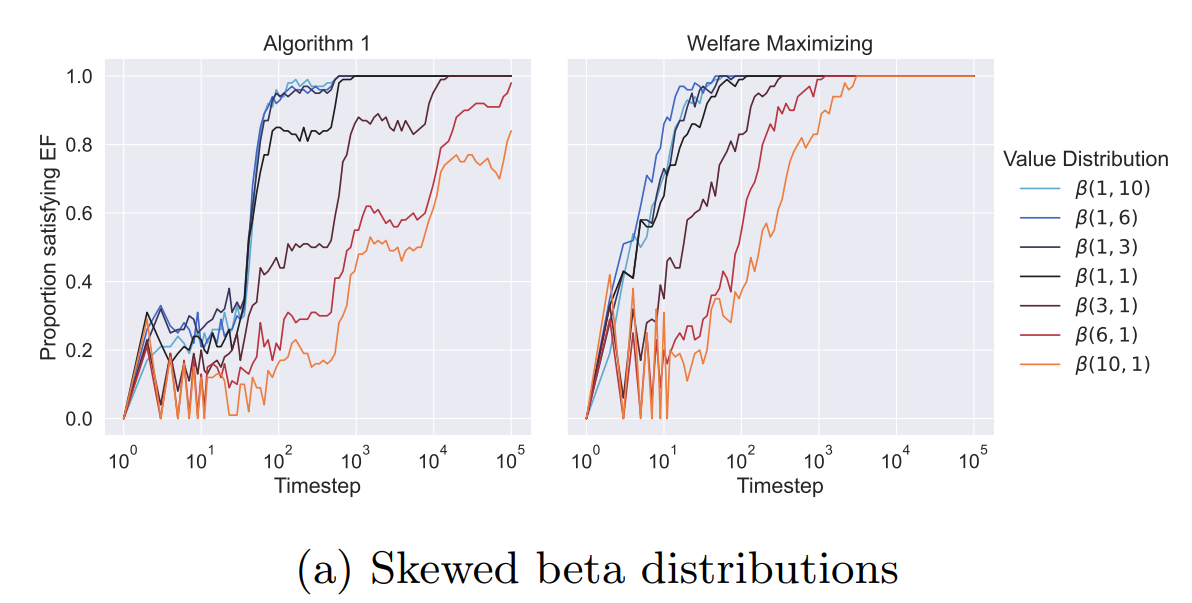 Algorithm 1
Welfare Maximizing
Proportion satisfying EF
1.0
0.8
0.6
0.4
0.2
0.0
10^0 10^1 10^2 10^3 10^4 10^5
Timestep
10^0 10^1 10^2 10^3 10^4 10^5
Timestep
Value Distribution
β(1, 10)
β(1, 6)
β(1, 3)
β(1, 1)
β(3, 1)
β(6, 1)
β(10, 1)
(a) Skewed beta distributions